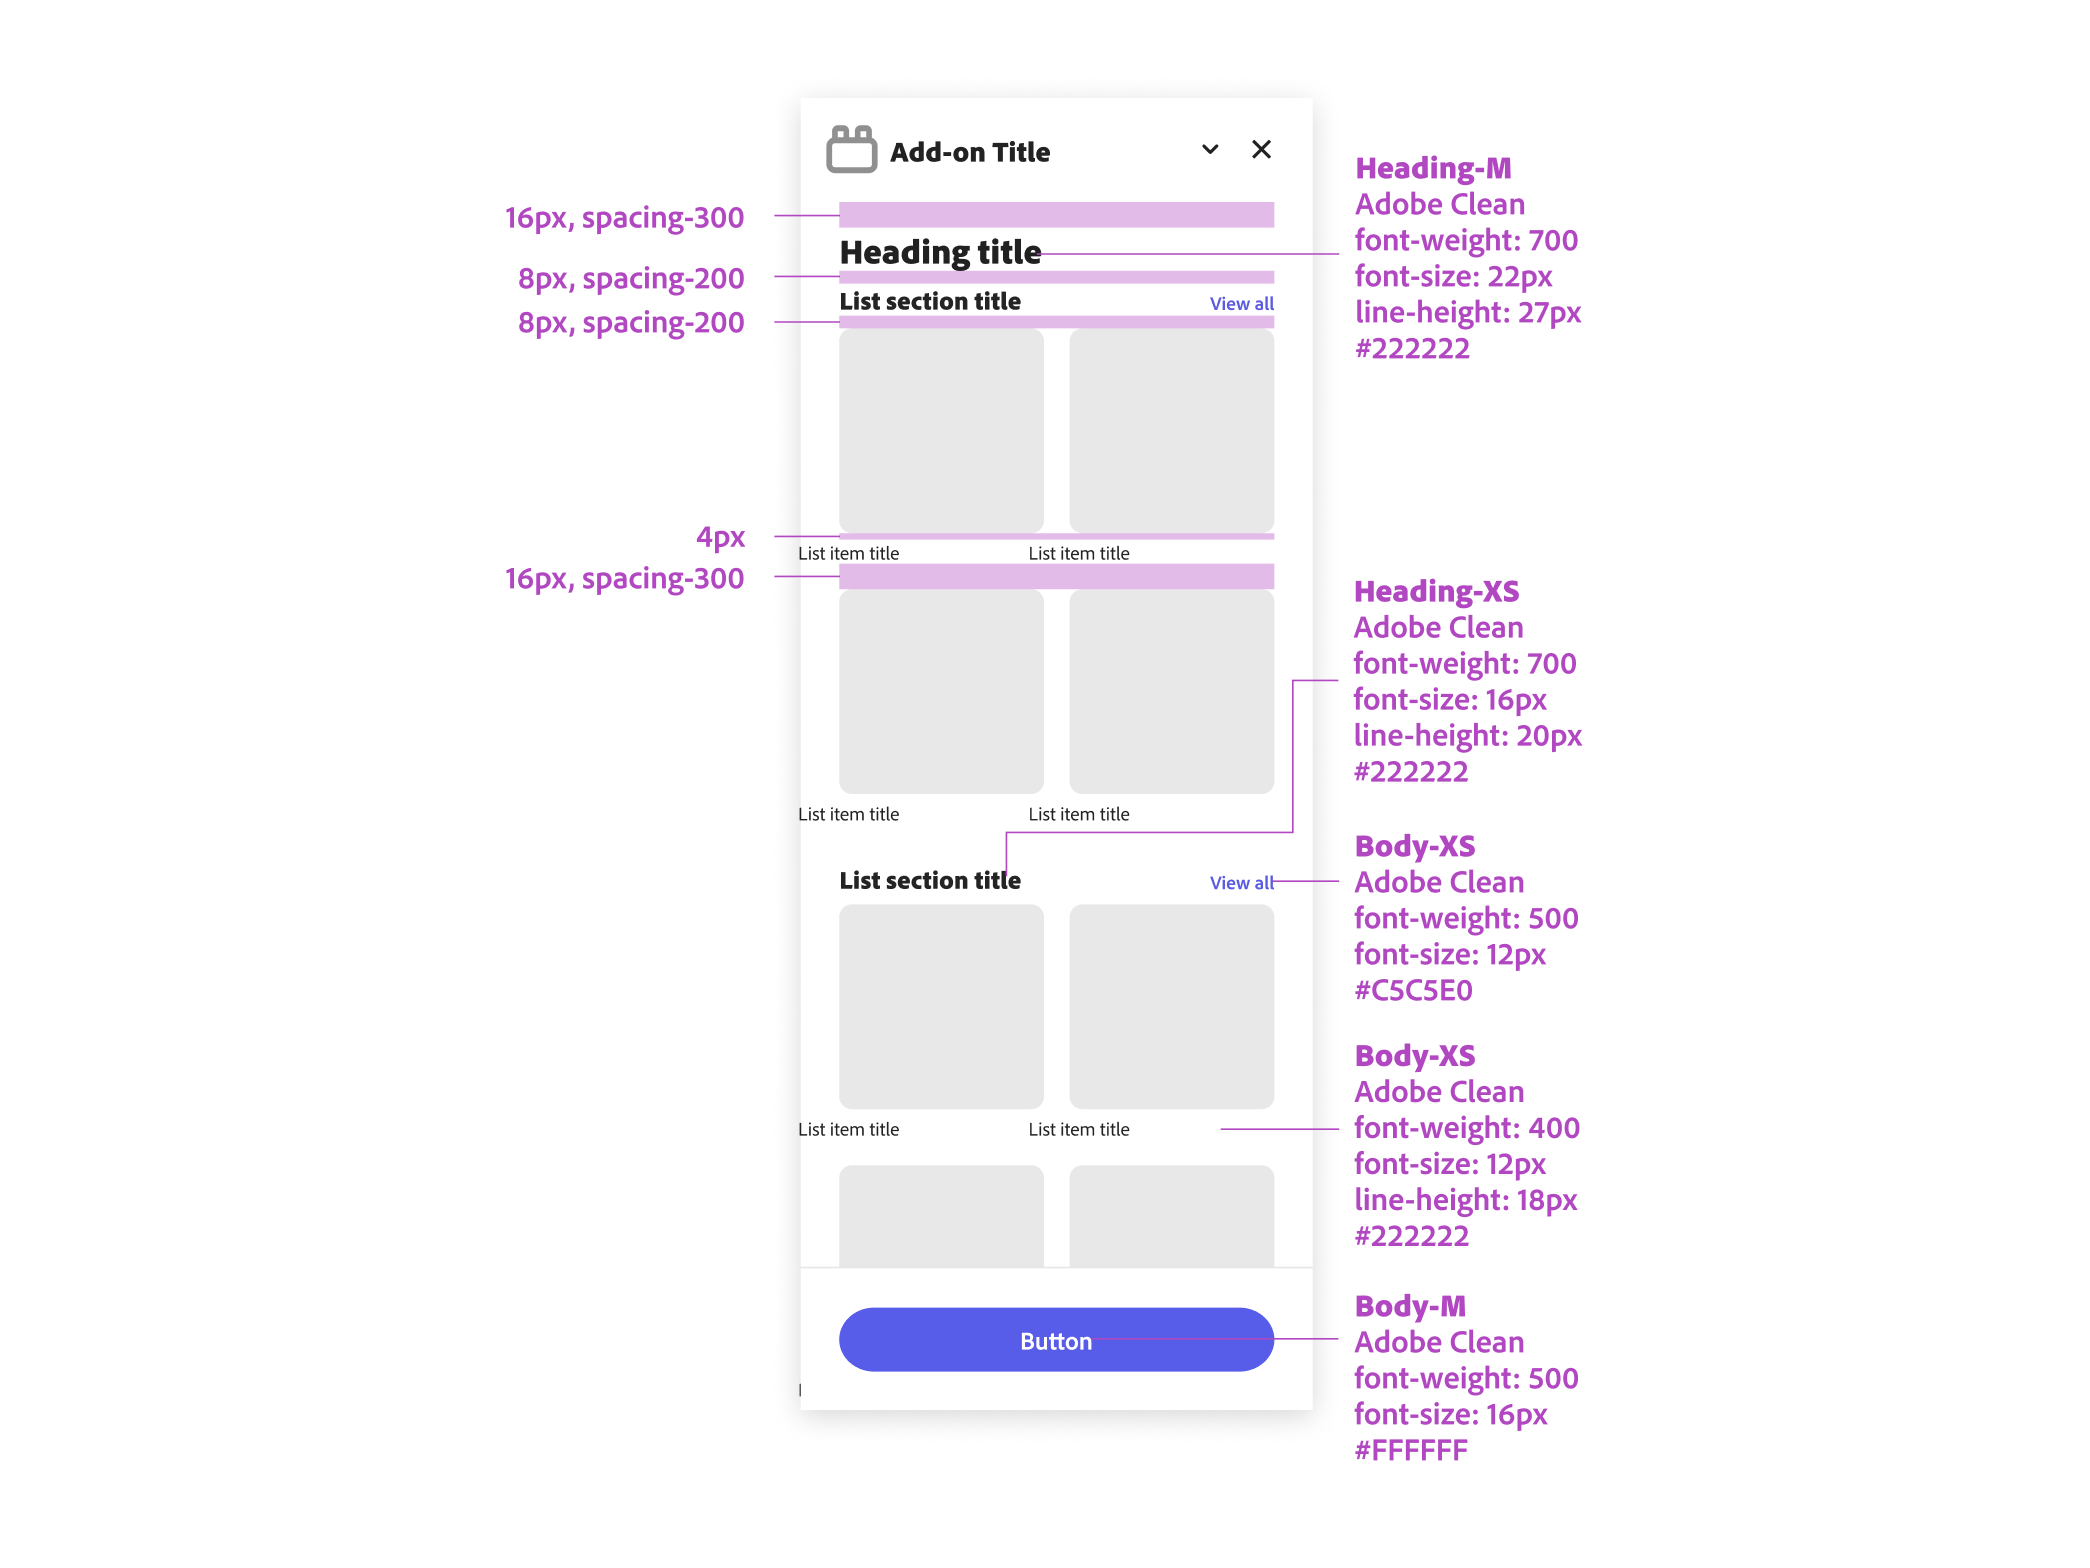 Add-on Title
16px, spacing-300
Heading title
8px, spacing-200
List section title
View all
8px, spacing-200
4px
List item title
List item title
16px, spacing-300
List item title
List item title
List section title
View all
List item title
List item title
Button
Heading-M
Adobe Clean
font-weight: 700
font-size: 22px
line-height: 27px
#222222
Heading-XS
Adobe Clean
font-weight: 700
font-size: 16px
line-height: 20px
#222222
Body-XS
Adobe Clean
font-weight: 500
font-size: 12px
#C5C5E0
Body-XS
Adobe Clean
font-weight: 400
font-size: 12px
line-height: 18px
#222222
Body-M
Adobe Clean
font-weight: 500
font-size: 16px
#FFFFFF